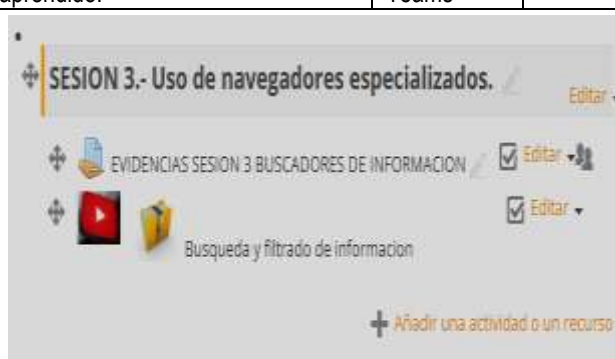 aprendido.
Teams
SESION 3.- Uso de navegadores especializados.
Editar
EVIDENCIAS SESION 3 BUSCADORES DE INFORMACION
Editar
Busqueda y filtrado de informacion
Editar
Añadir una actividad o un recurso